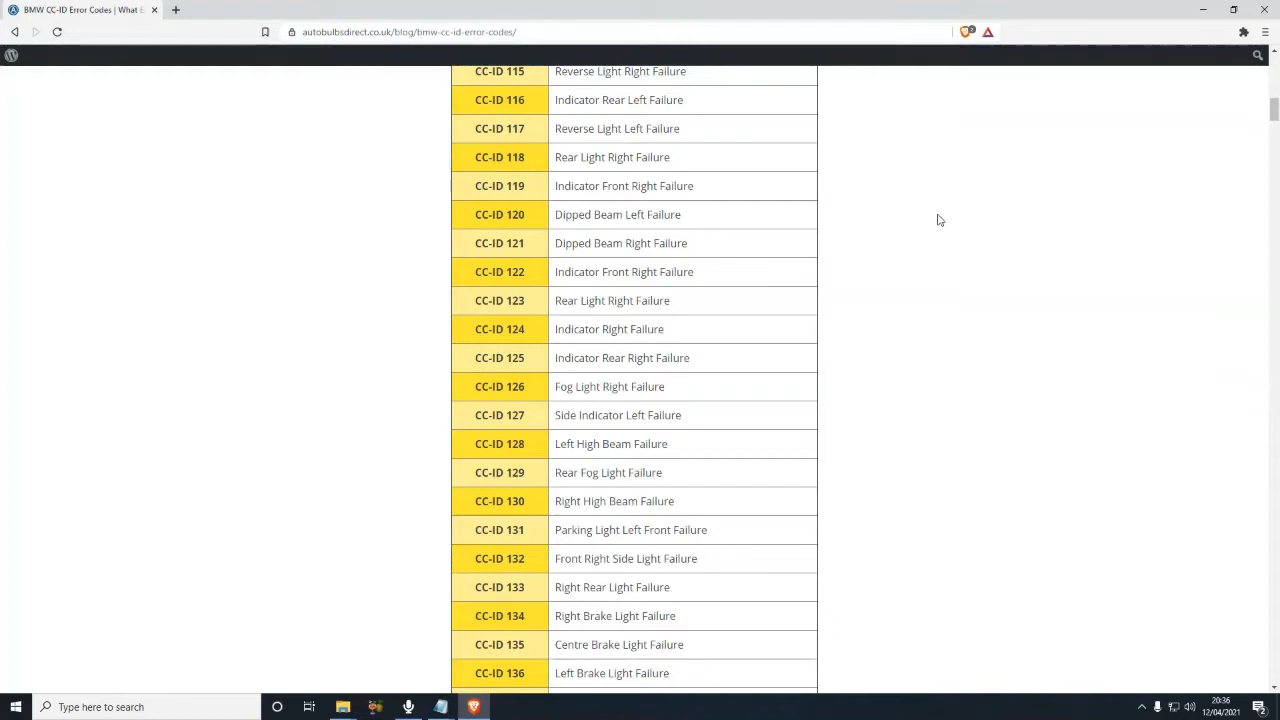 BMW CC-ID Error Codes | What E
autobulbsdirect.co.uk/blog/bmw-cc-id-error-codes/
CC-ID 115 Reverse Light Right Failure
CC-ID 116 Indicator Rear Left Failure
CC-ID 117 Reverse Light Left Failure
CC-ID 118 Rear Light Right Failure
CC-ID 119 Indicator Front Right Failure
CC-ID 120 Dipped Beam Left Failure
CC-ID 121 Dipped Beam Right Failure
CC-ID 122 Indicator Front Right Failure
CC-ID 123 Rear Light Right Failure
CC-ID 124 Indicator Right Failure
CC-ID 125 Indicator Rear Right Failure
CC-ID 126 Fog Light Right Failure
CC-ID 127 Side Indicator Left Failure
CC-ID 128 Left High Beam Failure
CC-ID 129 Rear Fog Light Failure
CC-ID 130 Right High Beam Failure
CC-ID 131 Parking Light Left Front Failure
CC-ID 132 Front Right Side Light Failure
CC-ID 133 Right Rear Light Failure
CC-ID 134 Right Brake Light Failure
CC-ID 135 Centre Brake Light Failure
CC-ID 136 Left Brake Light Failure
Type here to search
20:36
12/04/2021
2